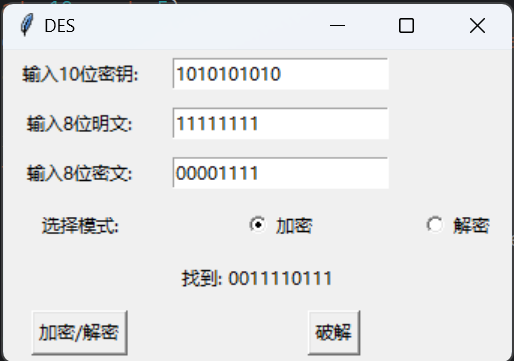 DES
输入10位密钥: 1010101010
输入8位明文: 11111111
输入8位密文: 00001111
选择模式: 加密 解密
找到: 0011110111
加密/解密 破解